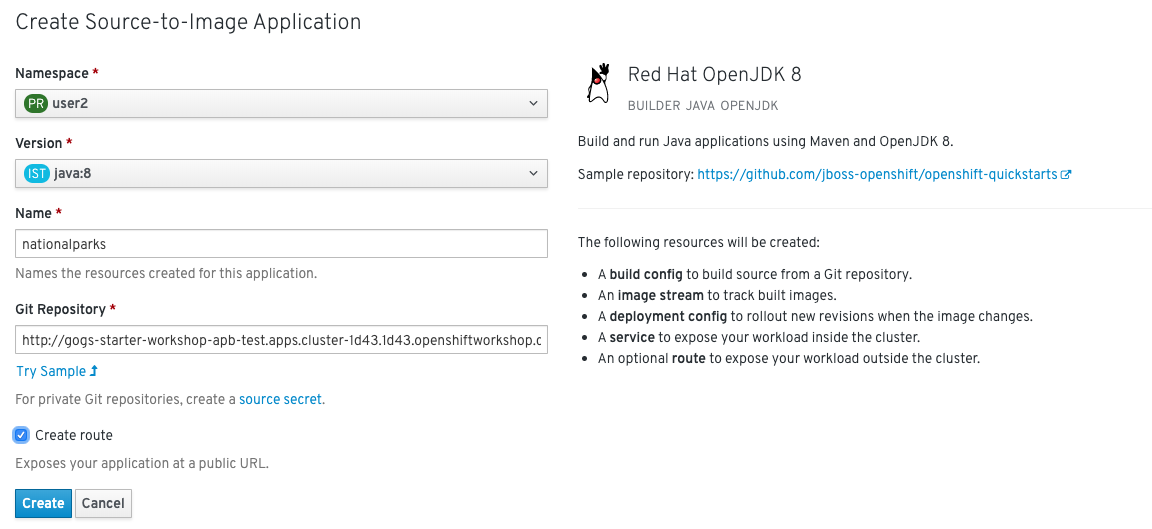 Create Source-to-Image Application
Namespace *
PR user2
Version *
IST java:8
Name *
nationalparks
Names the resources created for this application.
Git Repository *
http://gogs-starter-workshop-apb-test.apps.cluster-1d43.1d43.openshiftworkshop.c
Try Sample
For private Git repositories, create a source secret.
Create route
Exposes your application at a public URL.
Create Cancel
Red Hat OpenJDK 8
BUILDER JAVA OPENJDK
Build and run Java applications using Maven and OpenJDK 8.
Sample repository: https://github.com/jboss-openshift/openshift-quickstarts
The following resources will be created:
• A build config to build source from a Git repository.
• An image stream to track built images.
• A deployment config to rollout new revisions when the image changes.
• A service to expose your workload inside the cluster.
• An optional route to expose your workload outside the cluster.